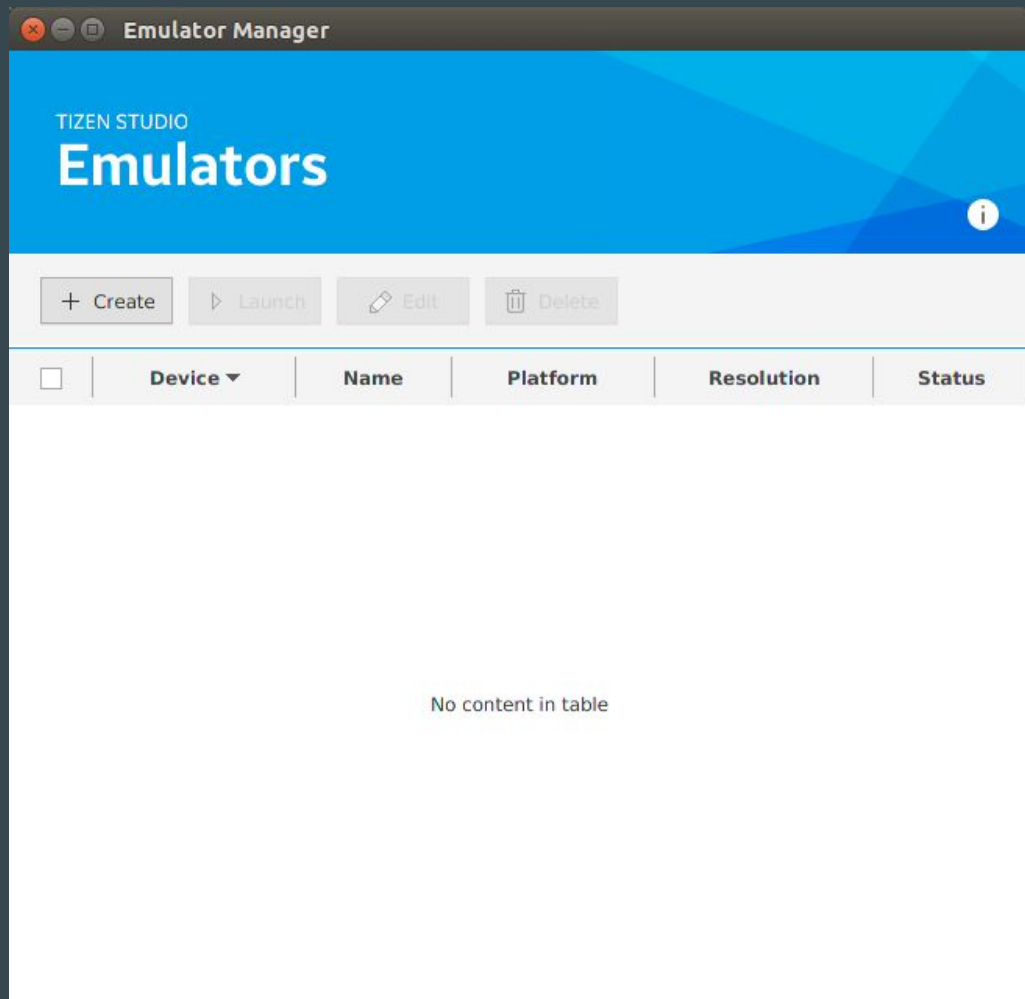 Emulator Manager
TIZEN STUDIO
Emulators
i
+ Create Launch Edit Delete
Device Name Platform Resolution Status
No content in table